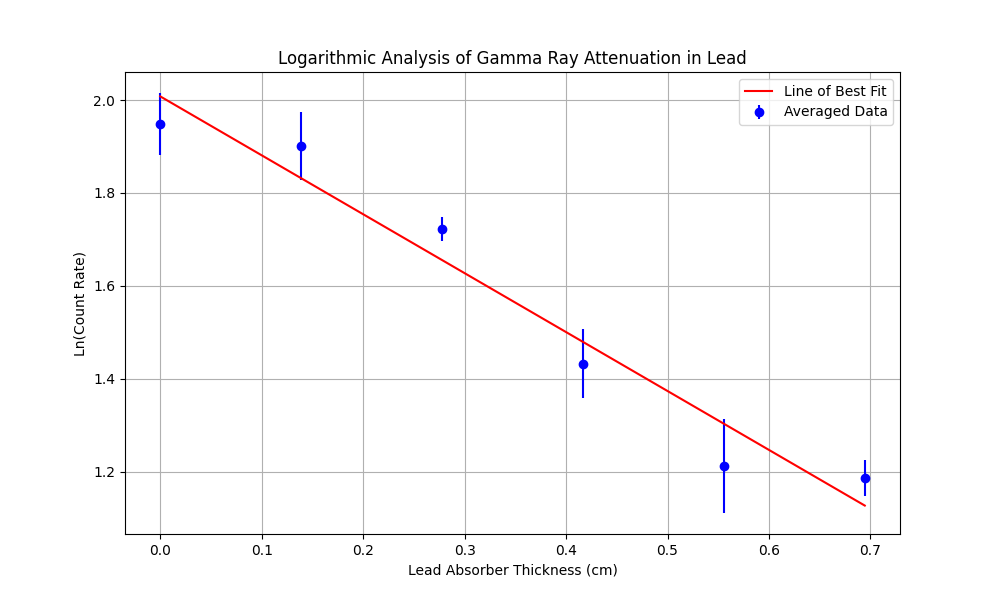 Logarithmic Analysis of Gamma Ray Attenuation in Lead
Line of Best Fit
Averaged Data
Ln(Count Rate)
2.0
1.8
1.6
1.4
1.2
0.0 0.1 0.2 0.3 0.4 0.5 0.6 0.7
Lead Absorber Thickness (cm)